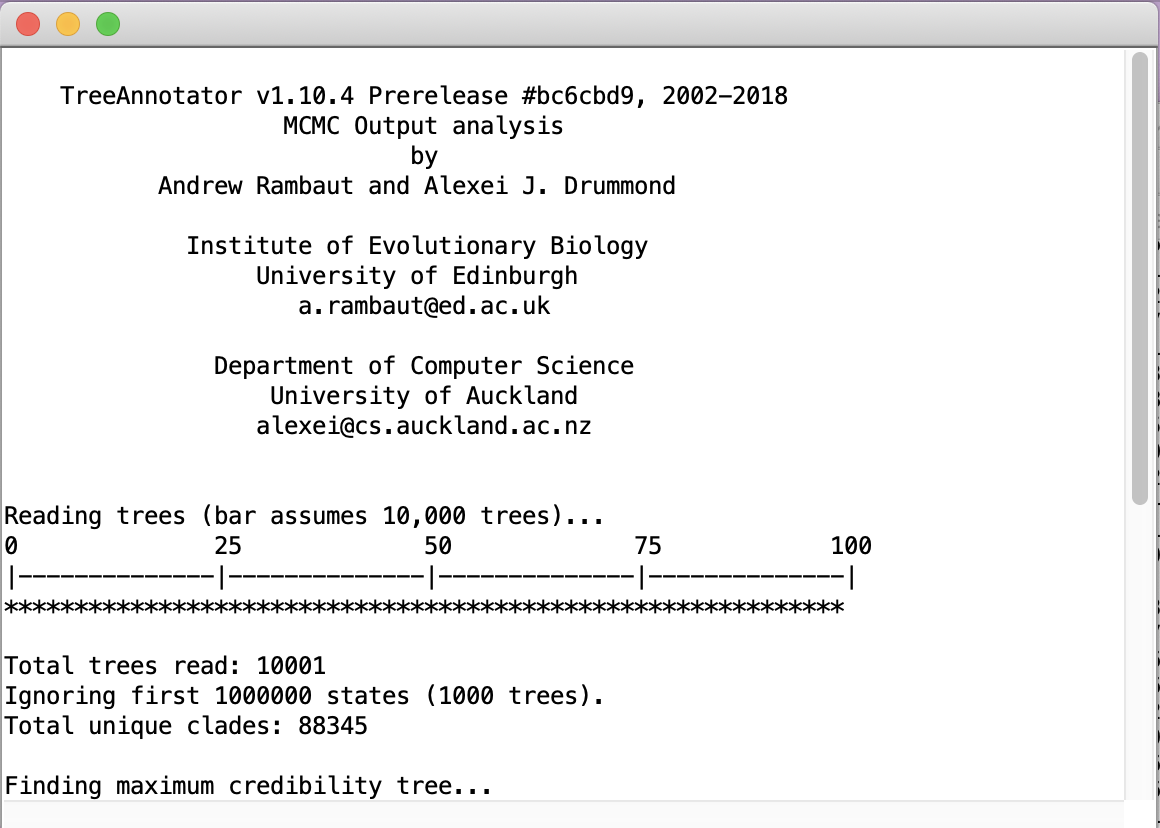 TreeAnnotator v1.10.4 Prerelease #bc6cbd9, 2002-2018
MCMC Output analysis
by
Andrew Rambaut and Alexei J. Drummond
Institute of Evolutionary Biology
University of Edinburgh
a.rambaut@ed.ac.uk
Department of Computer Science
University of Auckland
alexei@cs.auckland.ac.nz
Reading trees (bar assumes 10,000 trees)...
0 25 50 75 100
|--------------|--------------|--------------|--------------|
************************************************************
Total trees read: 10001
Ignoring first 1000000 states (1000 trees).
Total unique clades: 88345
Finding maximum credibility tree...